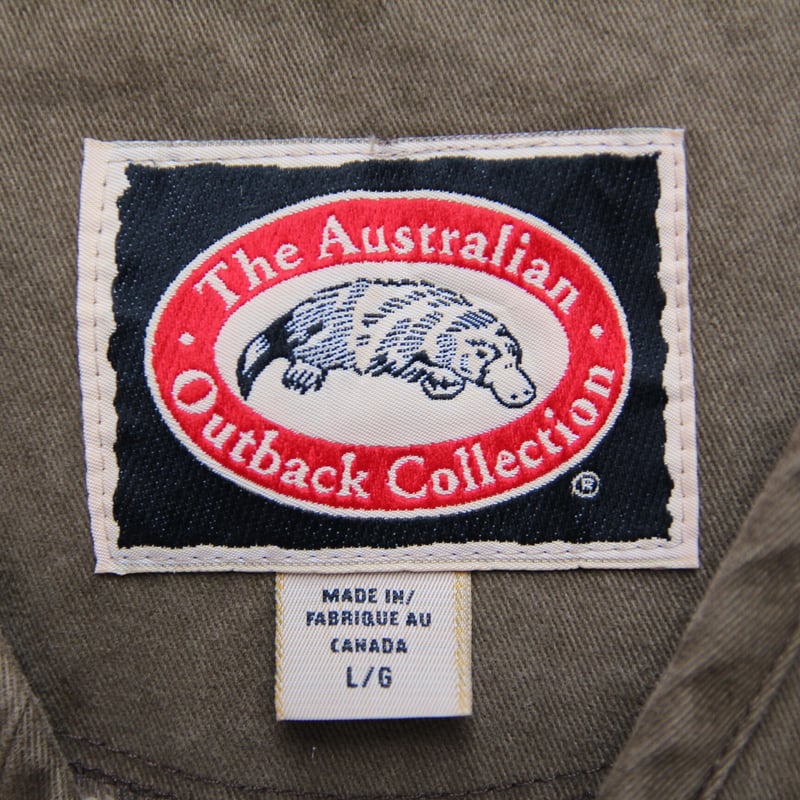 The Australian
Outback Collection
®
MADE IN/
FABRIQUE AU
CANADA
L/G